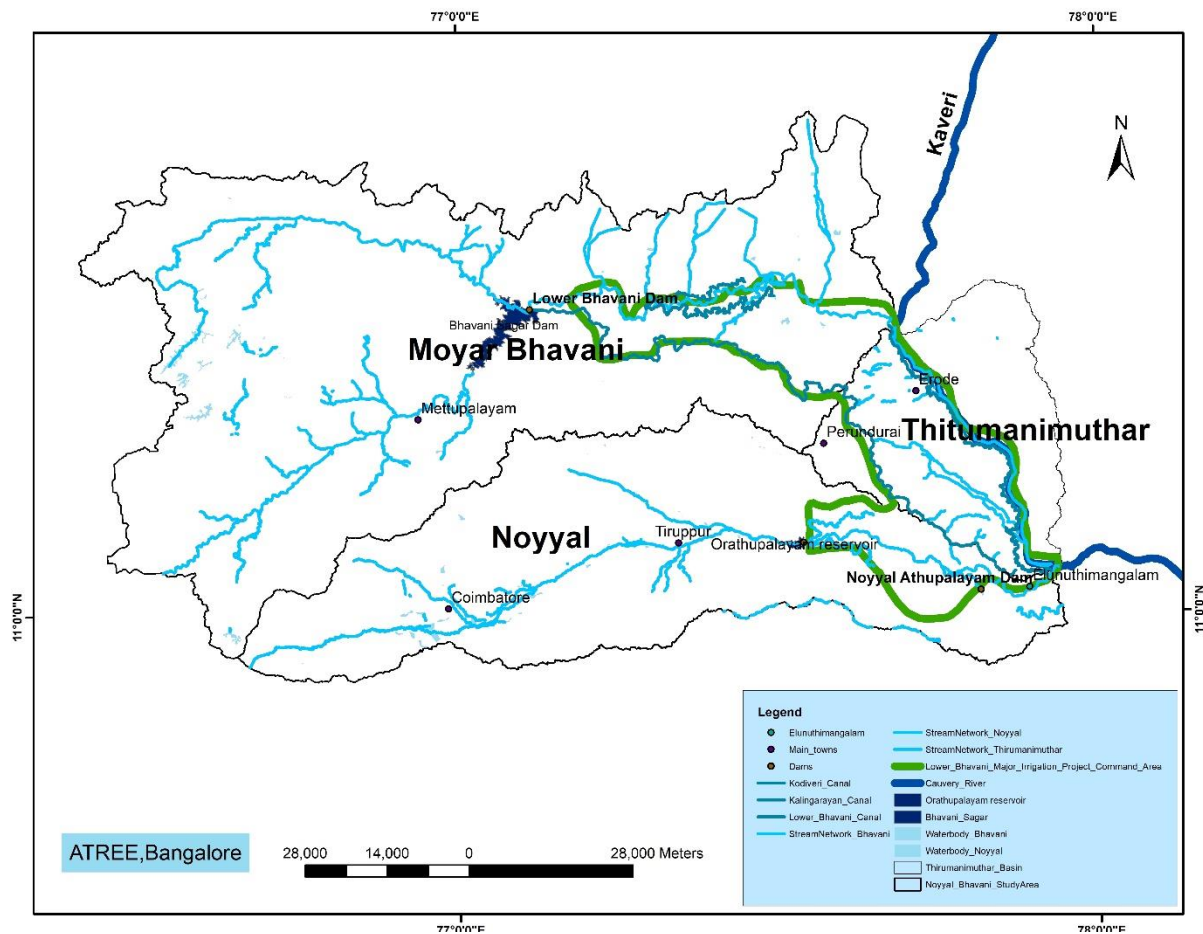 77°0'0"E
78°0'0"E
Kaveri
N
Lower Bhavani Dam
Bhavani Sagar Dam
Moyar Bhavani
Erode
Mettupalayam
Thitumanimuthar
Perundurai
Noyyal
Tiruppur
Orathupalayam reservoir
Noyyal Athupalayam Dam
Elunuthimangalam
Coimbatore
11°0'0"N
11°0'0"N
Legend
Elunuthimangalam
Main_towns
Dams
Kodiveri_Canal
Kalingarayan_Canal
Lower_Bhavani_Canal
StreamNetwork_Bhavani
StreamNetwork_Noyyal
StreamNetwork_Thirumanimuthar
Lower_Bhavani_Major_Irrigation_Project_Command_Area
Cauvery_River
Orathupalayam reservoir
Bhavani_Sagar
Waterbody_Bhavani
Waterbody_Noyyal
Thirumanimuthar_Basin
Noyyal_Bhavani_StudyArea
ATREE,Bangalore
28,000 14,000 0 28,000 Meters
77°0'0"E
78°0'0"E